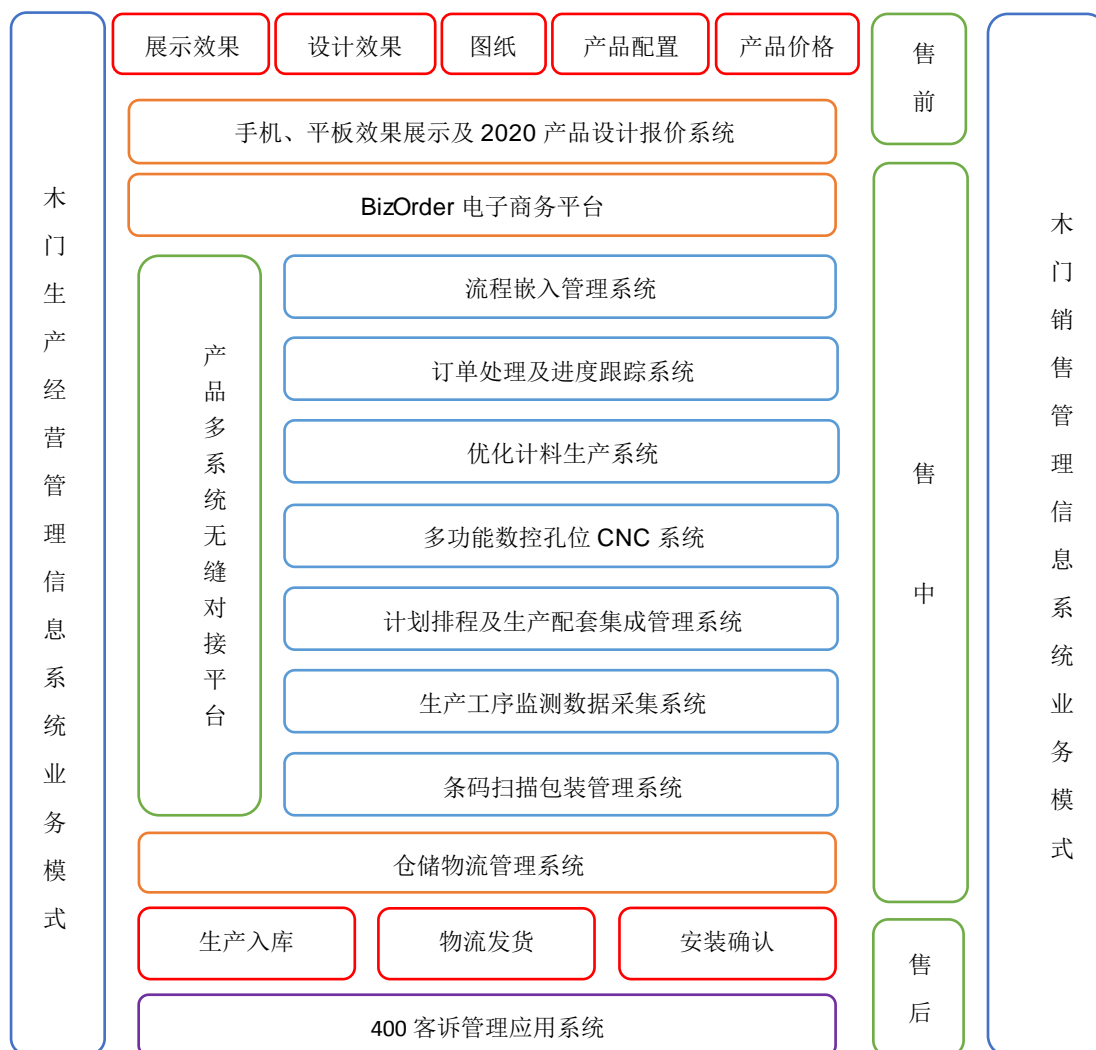 展示效果
设计效果
图纸
产品配置
产品价格
售前
手机、平板效果展示及 2020 产品设计报价系统
BizOrder 电子商务平台
木门生产经营管理信息系统业务模式
产品多系统无缝对接平台
流程嵌入管理系统
订单处理及进度跟踪系统
优化计料生产系统
多功能数控孔位 CNC 系统
计划排程及生产配套集成管理系统
生产工序监测数据采集系统
条码扫描包装管理系统
售中
木门销售管理信息系统业务模式
仓储物流管理系统
生产入库
物流发货
安装确认
售后
400 客诉管理应用系统